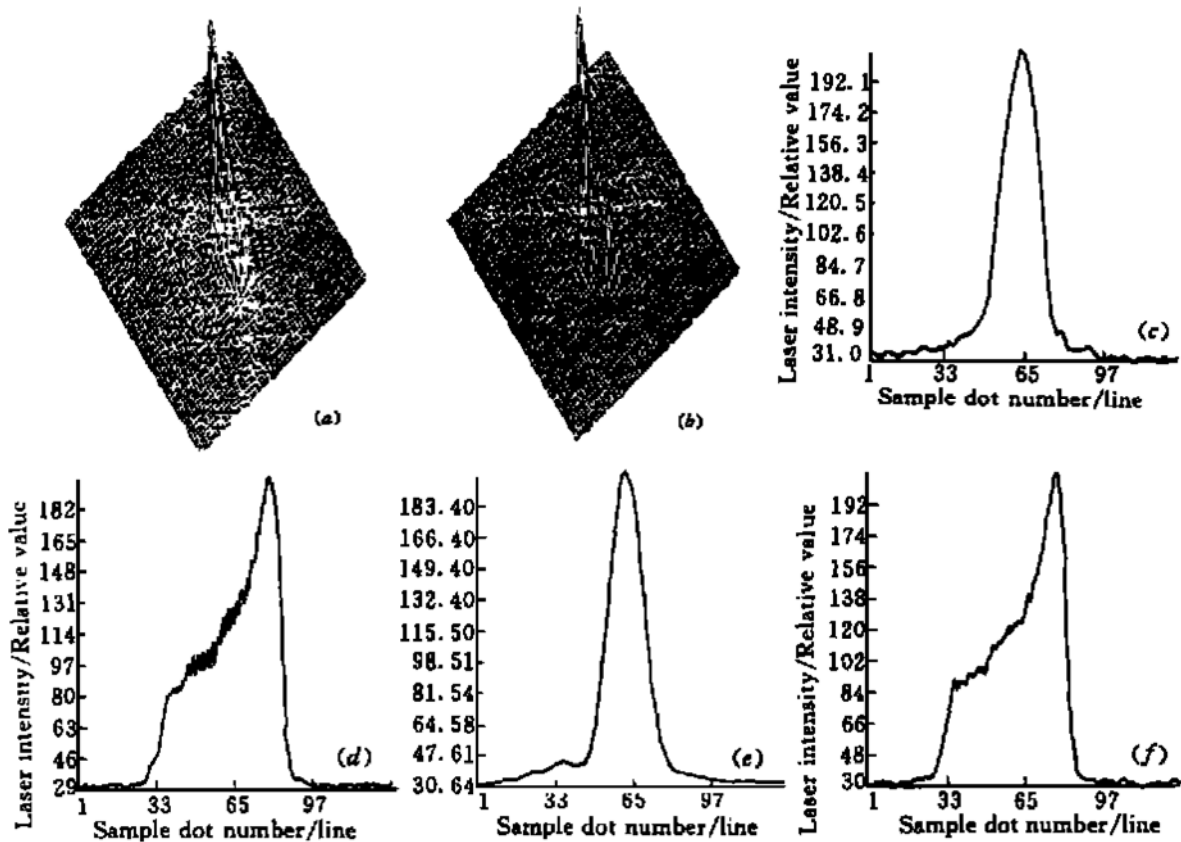 (a)
(b)
Laser intensity/Relative value
192.1
174.2
156.3
138.4
120.5
102.6
84.7
66.8
48.9
31.0
(c)
1 33 65 97
Sample dot number/line
Laser intensity/Relative value
182
165
148
131
114
97
80
63
46
29
(d)
1 33 65 97
Sample dot number/line
183.40
166.40
149.40
132.40
115.50
98.51
81.54
64.58
47.61
30.64
(e)
1 33 65 97
Sample dot number/line
Laser intensity/Relative value
192
174
156
138
120
102
84
66
48
30
(f)
1 33 65 97
Sample dot number/line